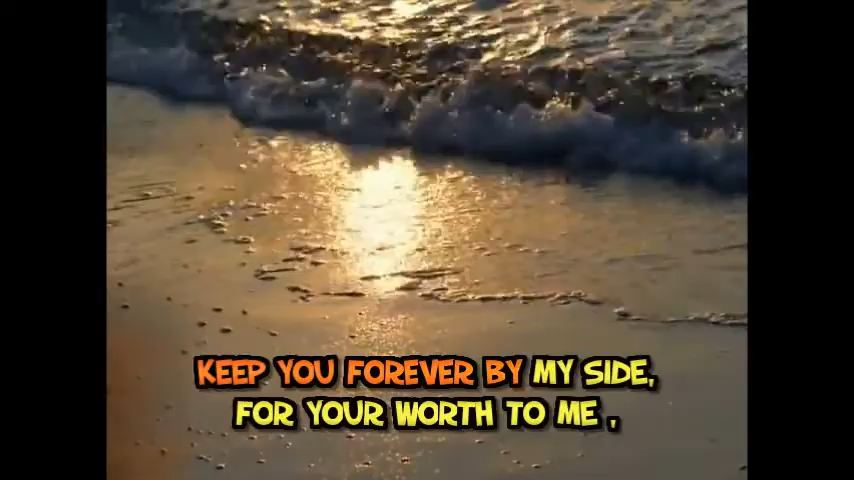 KEEP YOU FOREVER BY MY SIDE,
FOR YOUR WORTH TO ME ,